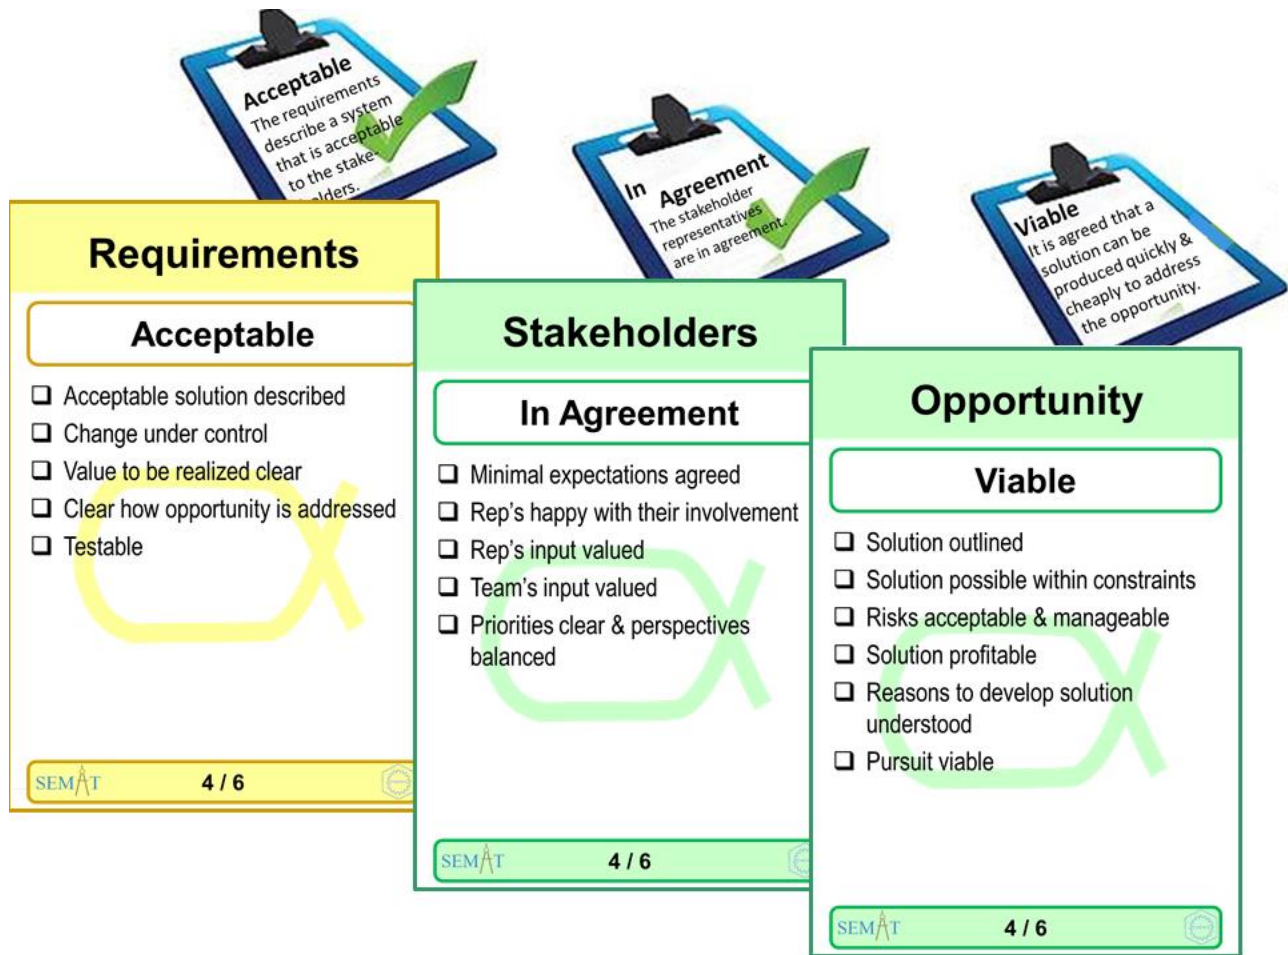 Acceptable
The requirements
describe a system
that is acceptable
to the stake-
holders.
In Agreement
The stakeholder
representatives
are in agreement.
Viable
It is agreed that a
solution can be
produced quickly &
cheaply to address
the opportunity.
Requirements
Acceptable
❑ Acceptable solution described
❑ Change under control
❑ Value to be realized clear
❑ Clear how opportunity is addressed
❑ Testable
SEMAT
4 / 6
Stakeholders
In Agreement
❑ Minimal expectations agreed
❑ Rep's happy with their involvement
❑ Rep's input valued
❑ Team's input valued
❑ Priorities clear & perspectives
balanced
SEMAT
4 / 6
Opportunity
Viable
❑ Solution outlined
❑ Solution possible within constraints
❑ Risks acceptable & manageable
❑ Solution profitable
❑ Reasons to develop solution
understood
❑ Pursuit viable
SEMAT
4 / 6